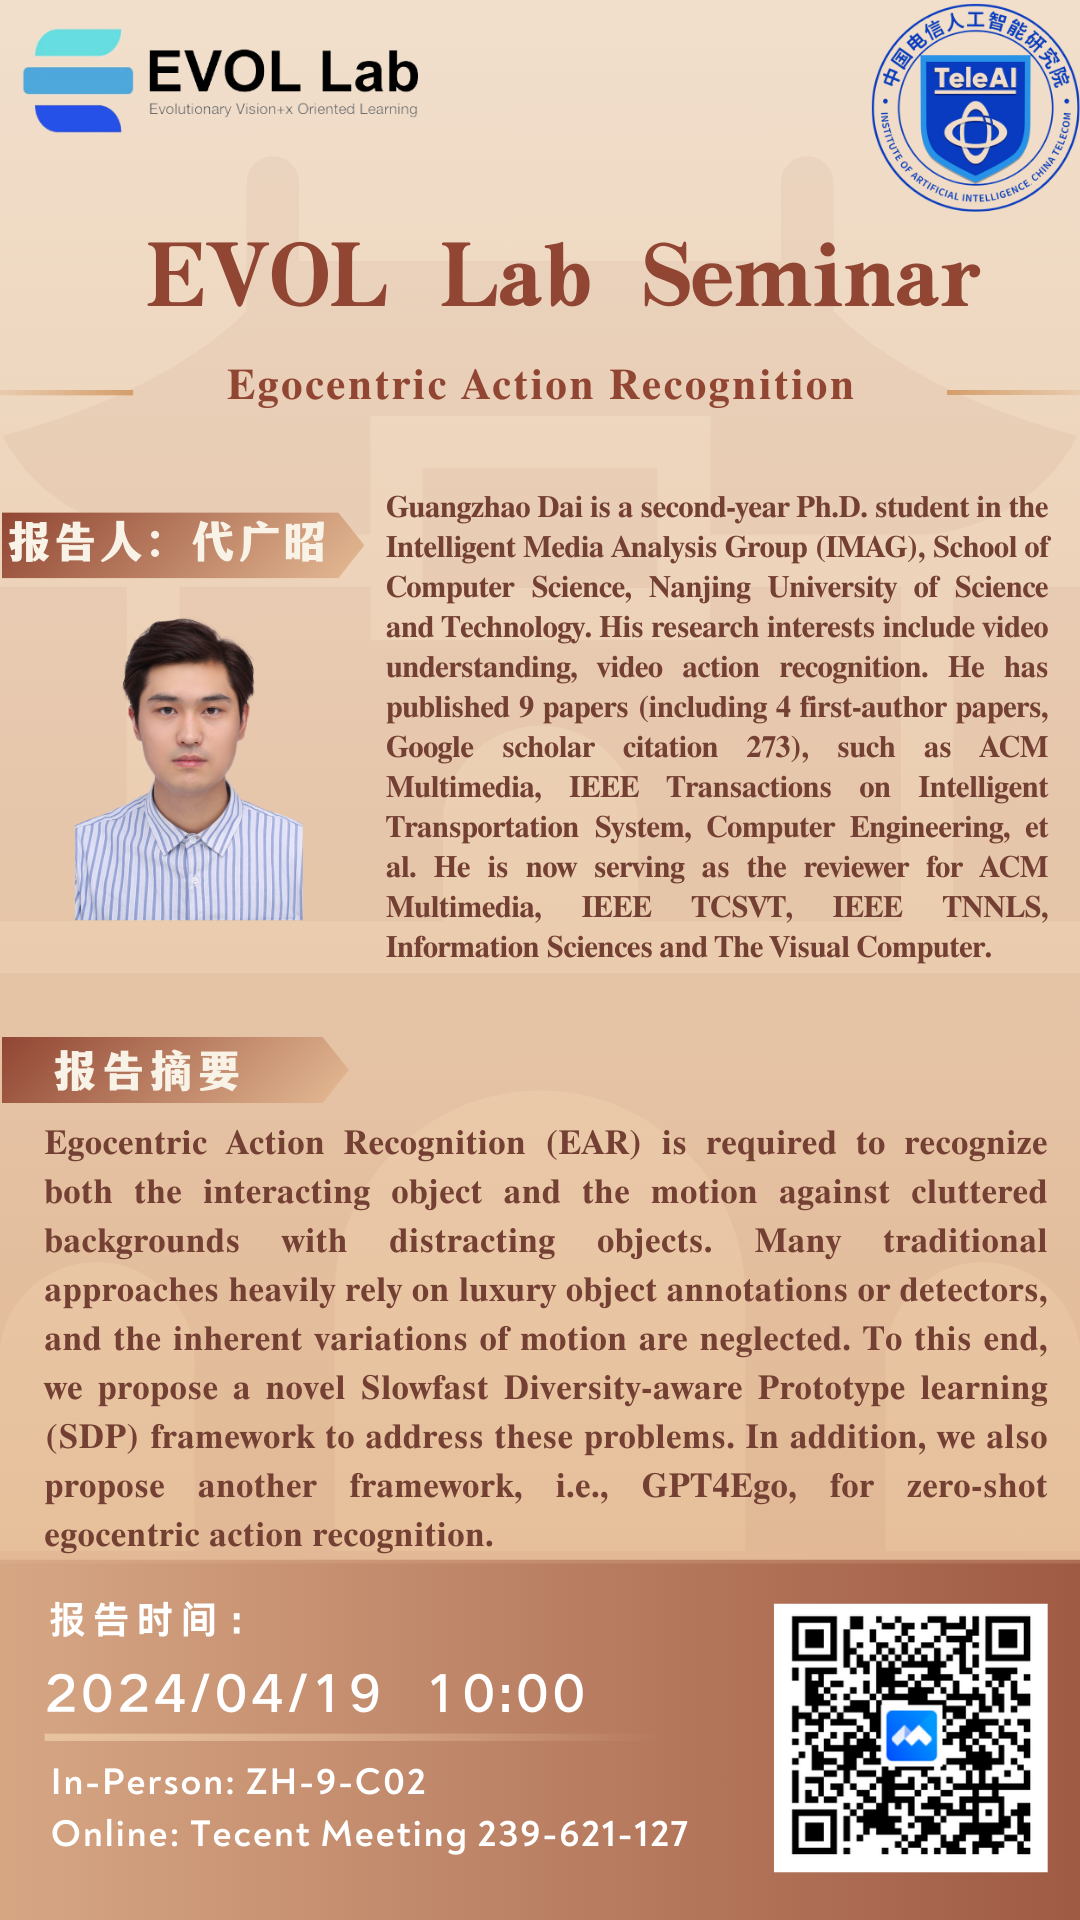 EVOL Lab
Evolutionary Vision+x Oriented Learning
中国电信人工智能研究院
TeleAI
INSTITUTE OF ARTIFICIAL INTELLIGENCE. CHINA TELECOM
EVOL Lab Seminar
Egocentric Action Recognition
报告人：代广昭
Guangzhao Dai is a second-year Ph.D. student in the
Intelligent Media Analysis Group (IMAG), School of
Computer Science, Nanjing University of Science
and Technology. His research interests include video
understanding, video action recognition. He has
published 9 papers (including 4 first-author papers,
Google scholar citation 273), such as ACM
Multimedia, IEEE Transactions on Intelligent
Transportation System, Computer Engineering, et
al. He is now serving as the reviewer for ACM
Multimedia, IEEE TCSVT, IEEE TNNLS,
Information Sciences and The Visual Computer.
报告摘要
Egocentric Action Recognition (EAR) is required to recognize
both the interacting object and the motion against cluttered
backgrounds with distracting objects. Many traditional
approaches heavily rely on luxury object annotations or detectors,
and the inherent variations of motion are neglected. To this end,
we propose a novel Slowfast Diversity-aware Prototype learning
(SDP) framework to address these problems. In addition, we also
propose another framework, i.e., GPT4Ego, for zero-shot
egocentric action recognition.
报告时间：
2024/04/19 10:00
In-Person: ZH-9-C02
Online: Tecent Meeting 239-621-127